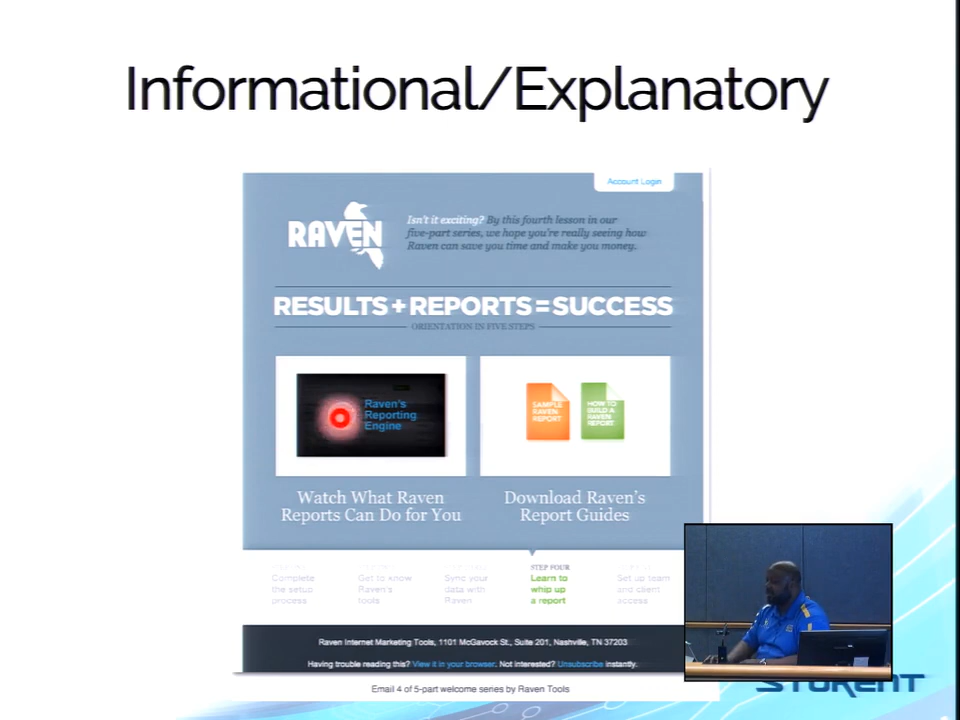 Informational/Explanatory
Account Login
RAVEN
Isn't it exciting? By this fourth lesson in our
five-part series, we hope you're really seeing how
Raven can save you time and make you money.
RESULTS + REPORTS = SUCCESS
ORIENTATION IN FIVE STEPS
Raven's
Reporting
Engine
SAMPLE
RAVEN
REPORT
HOW TO
BUILD A
RAVEN
REPORT
Watch What Raven
Reports Can Do for You
Download Raven's
Report Guides
Complete
the setup
process
Get to know
Raven's
tools
Sync your
data with
Raven
STEP FOUR
Learn to
whip up
a report
Set up team
and client
access
Raven Internet Marketing Tools, 1101 McGavock St., Suite 201, Nashville, TN 37203
Having trouble reading this? View it in your browser. Not interested? Unsubscribe instantly.
Email 4 of 5-part welcome series by Raven Tools
STUKENT